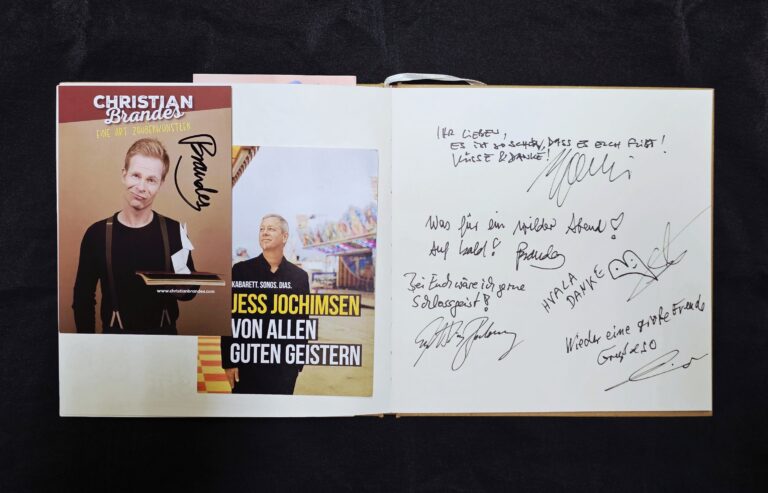 CHRISTIAN
Brandes
EINE ART ZAUBERKÜNSTLER
Brandes
www.christianbrandes.com
KABARETT. SONGS. DIAS.
JESS JOCHIMSEN
VON ALLEN
GUTEN GEISTERN
IHR LIEBEN,
ES IST SO SCHÖN, DASS ES EUCH GIBT!
KÜSSE & DANKE!
Was für ein wilder Abend ♡
Auf bald! Brandes
Bei Euch wäre ich gerne
Schlossgeist!
HVALA
DANKE
Wieder eine große Freude